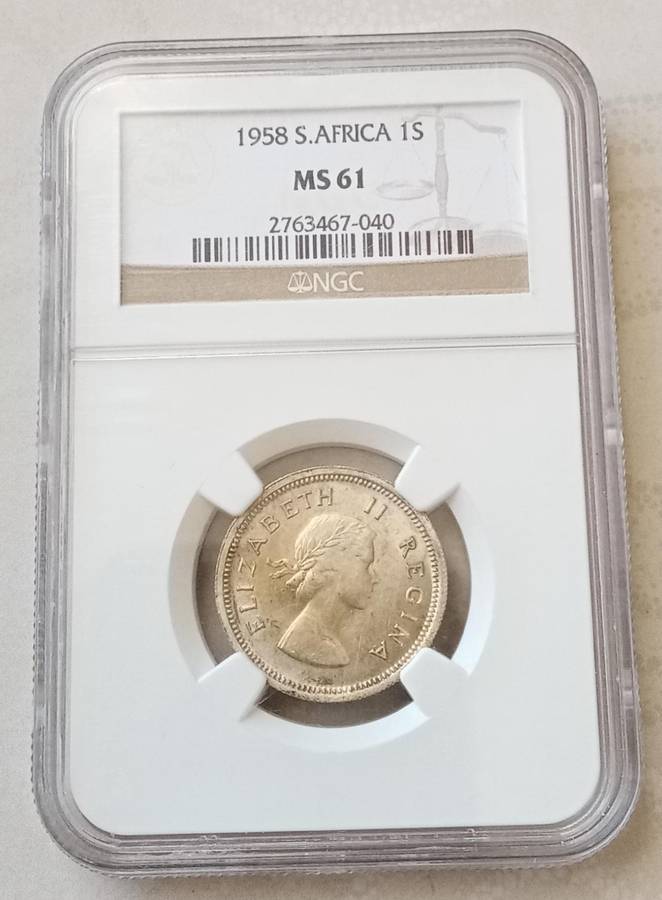 1958 S.AFRICA 1S
MS 61
2763467-040
NGC
ELIZABETH II REGINA